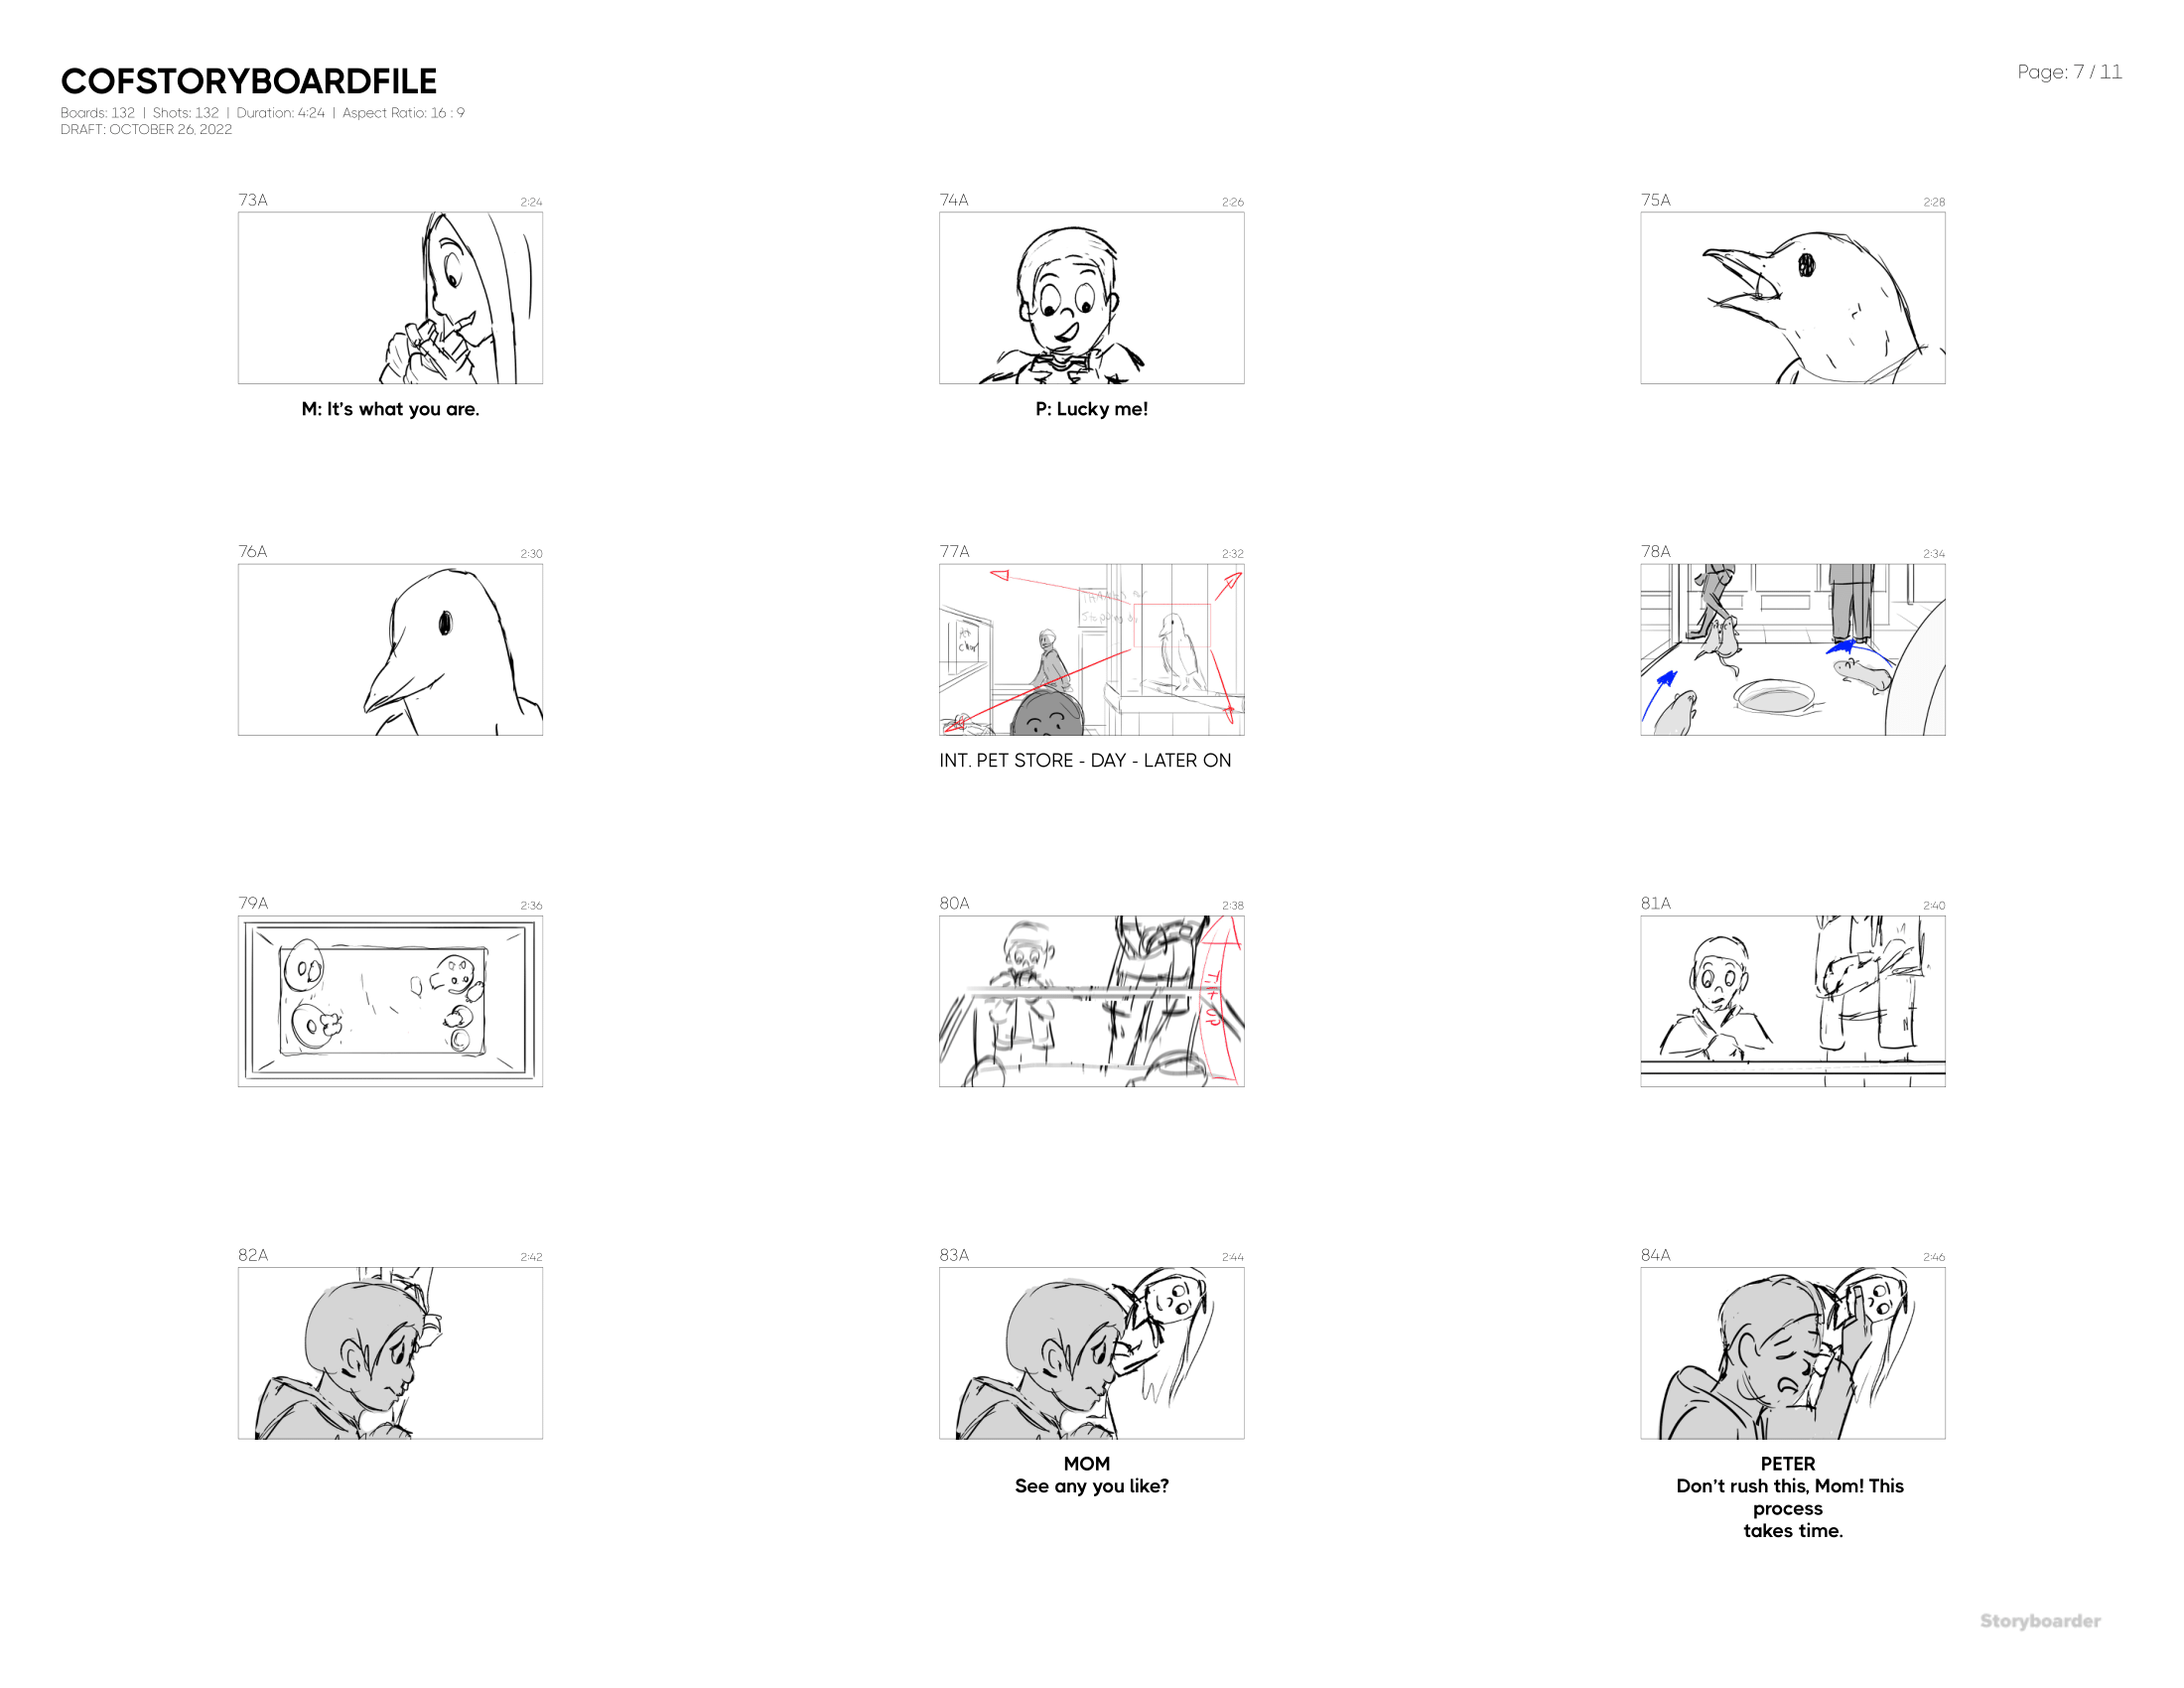 COFSTORYBOARDFILE
Page: 7 / 11
Boards: 132 | Shots: 132 | Duration: 4:24 | Aspect Ratio: 16 : 9
DRAFT: OCTOBER 26, 2022
73A 2:24
74A 2:26
75A 2:28
M: It's what you are.
P: Lucky me!
76A 2:30
77A 2:32
78A 2:34
THANKS
Stopping
INT. PET STORE - DAY - LATER ON
79A 2:36
80A 2:38
81A 2:40
Tilt UP
82A 2:42
83A 2:44
84A 2:46
MOM
See any you like?
PETER
Don't rush this, Mom! This
process
takes time.
Storyboarder